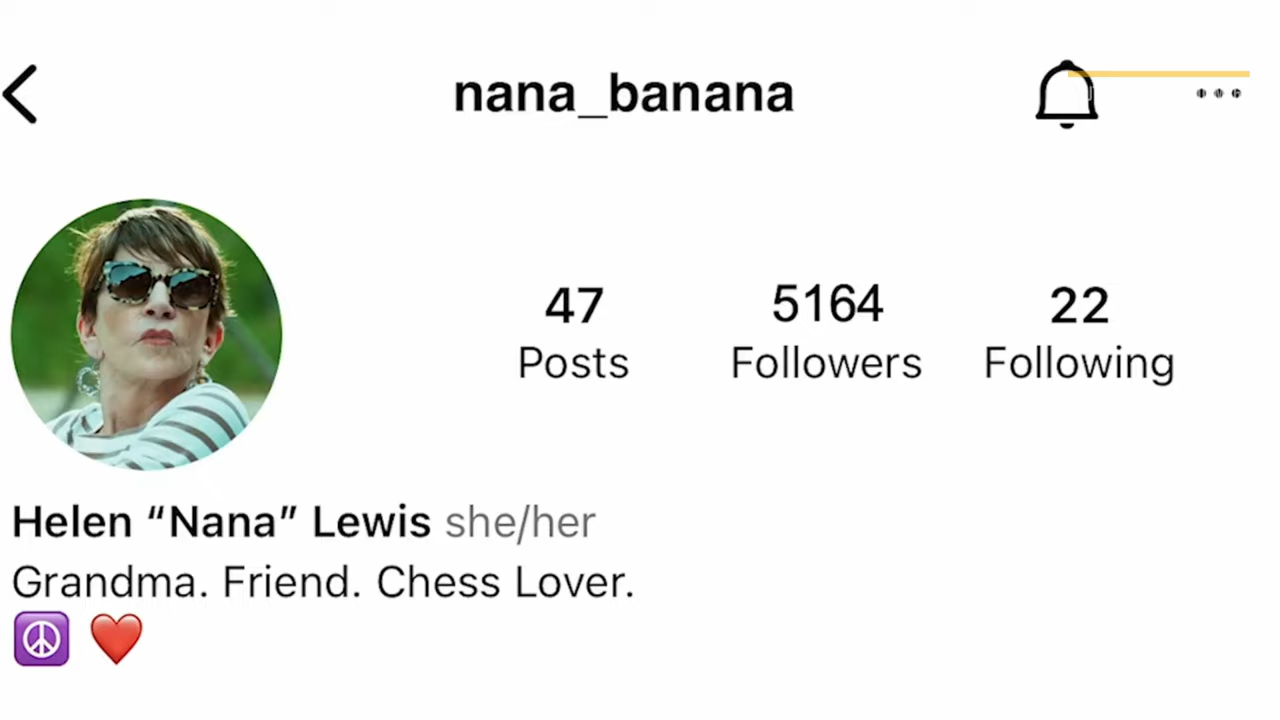 nana_banana
47 5164 22
Posts Followers Following
Helen “Nana” Lewis she/her
Grandma. Friend. Chess Lover.